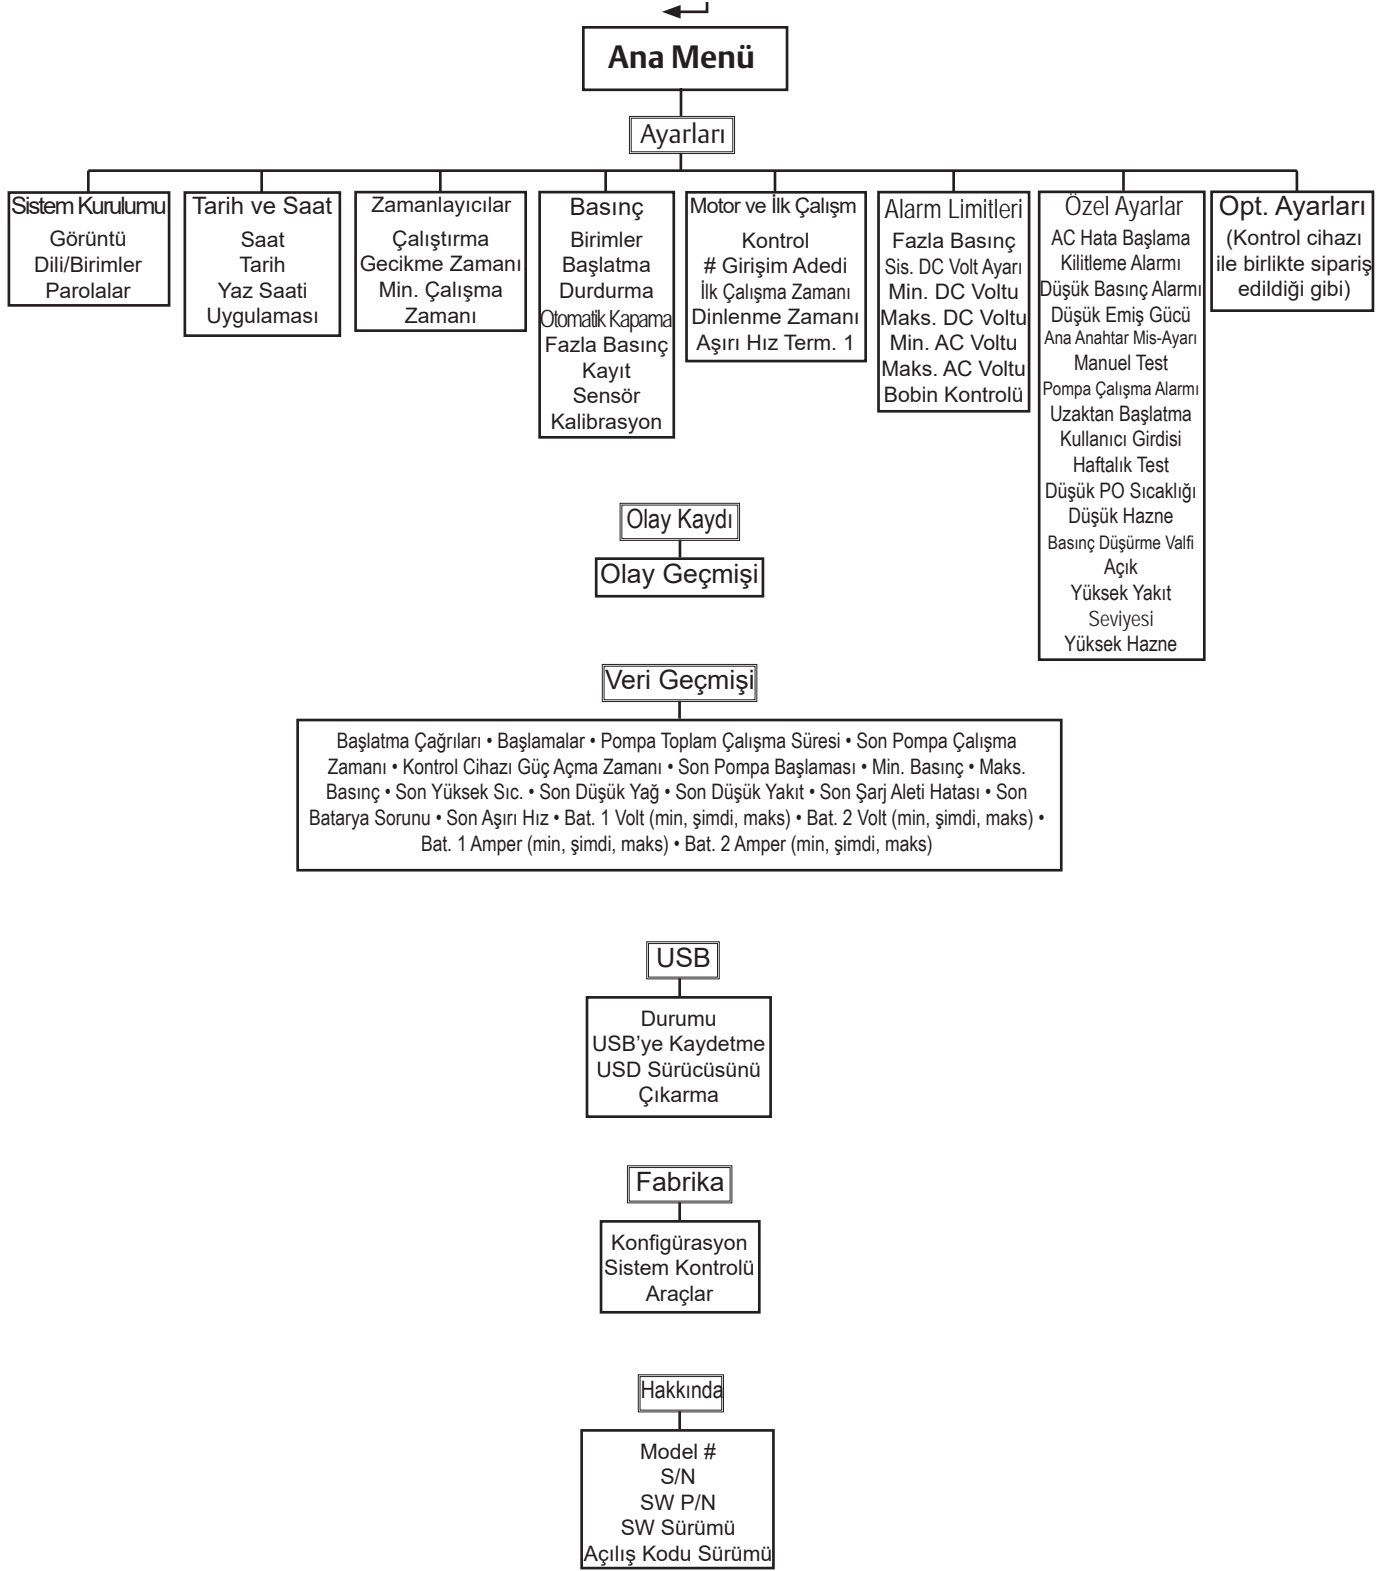 Ana Menü
Ayarları
Sistem Kurulumu
Görüntü
Dili/Birimler
Parolalar
Tarih ve Saat
Saat
Tarih
Yaz Saati
Uygulaması
Zamanlayıcılar
Çalıştırma
Gecikme Zamanı
Min. Çalışma
Zamanı
Basınç
Birimler
Başlatma
Durdurma
Otomatik Kapama
Fazla Basınç
Kayıt
Sensör
Kalibrasyon
Motor ve İlk Çalışm
Kontrol
# Girişim Adedi
İlk Çalışma Zamanı
Dinlenme Zamanı
Aşırı Hız Term. 1
Alarm Limitleri
Fazla Basınç
Sis. DC Volt Ayarı
Min. DC Voltu
Maks. DC Voltu
Min. AC Voltu
Maks. AC Voltu
Bobin Kontrolü
Özel Ayarlar
AC Hata Başlama
Kilitleme Alarmı
Düşük Basınç Alarmı
Düşük Emiş Gücü
Ana Anahtar Mis-Ayarı
Manuel Test
Pompa Çalışma Alarmı
Uzaktan Başlatma
Kullanıcı Girdisi
Haftalık Test
Düşük PO Sıcaklığı
Düşük Hazne
Basınç Düşürme Valfi
Açık
Yüksek Yakıt
Seviyesi
Yüksek Hazne
Opt. Ayarları
(Kontrol cihazı
ile birlikte sipariş
edildiği gibi)
Olay Kaydı
Olay Geçmişi
Veri Geçmişi
Başlatma Çağrıları • Başlamalar • Pompa Toplam Çalışma Süresi • Son Pompa Çalışma
Zamanı • Kontrol Cihazı Güç Açma Zamanı • Son Pompa Başlaması • Min. Basınç • Maks.
Basınç • Son Yüksek Sıc. • Son Düşük Yağ • Son Düşük Yakıt • Son Şarj Aleti Hatası • Son
Batarya Sorunu • Son Aşırı Hız • Bat. 1 Volt (min, şimdi, maks) • Bat. 2 Volt (min, şimdi, maks) •
Bat. 1 Amper (min, şimdi, maks) • Bat. 2 Amper (min, şimdi, maks)
USB
Durumu
USB’ye Kaydetme
USD Sürücüsünü
Çıkarma
Fabrika
Konfigürasyon
Sistem Kontrolü
Araçlar
Hakkında
Model #
S/N
SW P/N
SW Sürümü
Açılış Kodu Sürümü